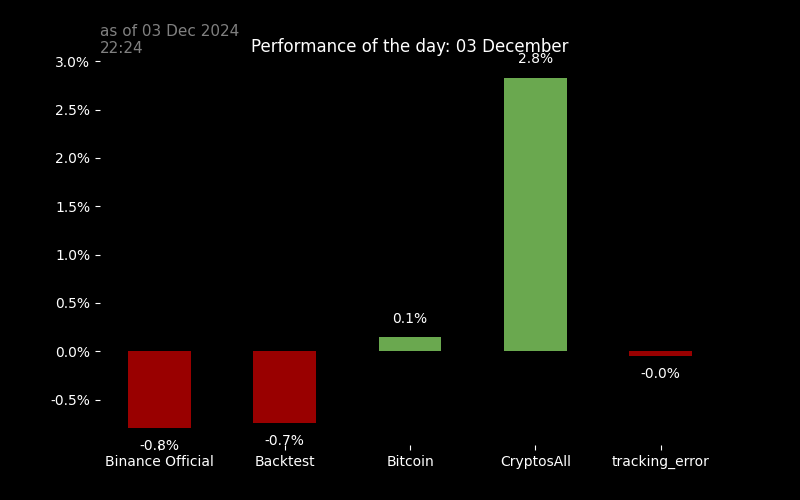 as of 03 Dec 2024
22:24
Performance of the day: 03 December
3.0%
2.5%
2.0%
1.5%
1.0%
0.5%
0.0%
-0.5%
-0.8%
-0.7%
0.1%
2.8%
-0.0%
Binance Official
Backtest
Bitcoin
CryptosAll
tracking_error